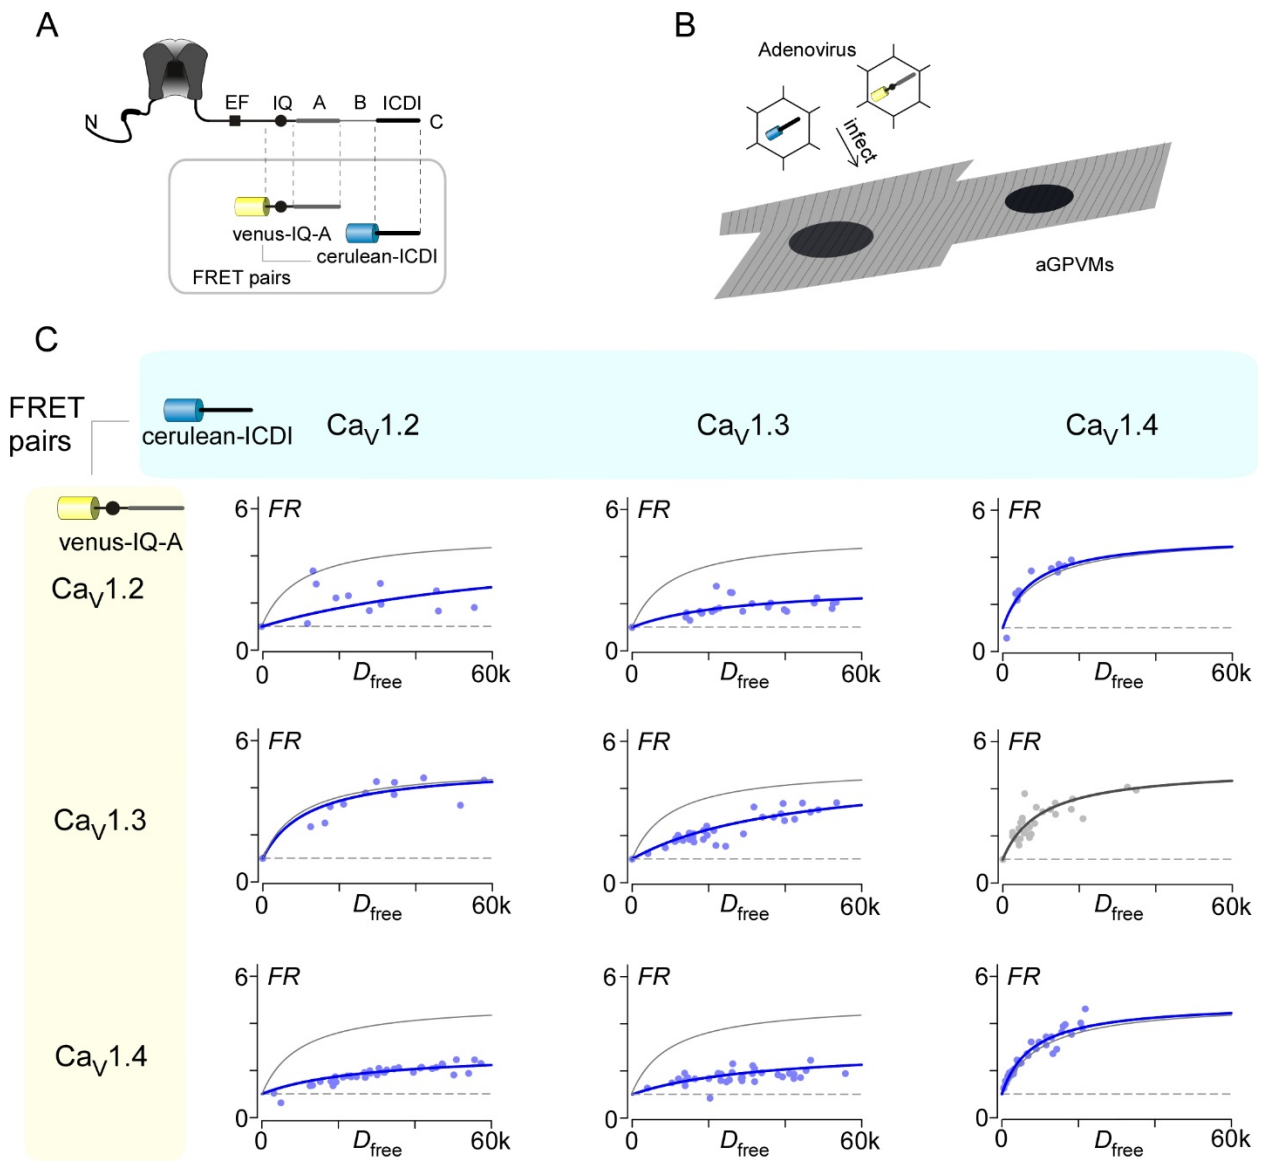 A
N
EF IQ A B ICDI
C
venus-IQ-A
cerulean-ICDI
FRET pairs
B
Adenovirus
infect
aGPVMs
C
FRET
pairs
cerulean-ICDI
CaV1.2 CaV1.3 CaV1.4
venus-IQ-A
CaV1.2
6 FR
0
0 Dfree 60k
6 FR
0
0 Dfree 60k
6 FR
0
0 Dfree 60k
CaV1.3
6 FR
0
0 Dfree 60k
6 FR
0
0 Dfree 60k
6 FR
0
0 Dfree 60k
CaV1.4
6 FR
0
0 Dfree 60k
6 FR
0
0 Dfree 60k
6 FR
0
0 Dfree 60k